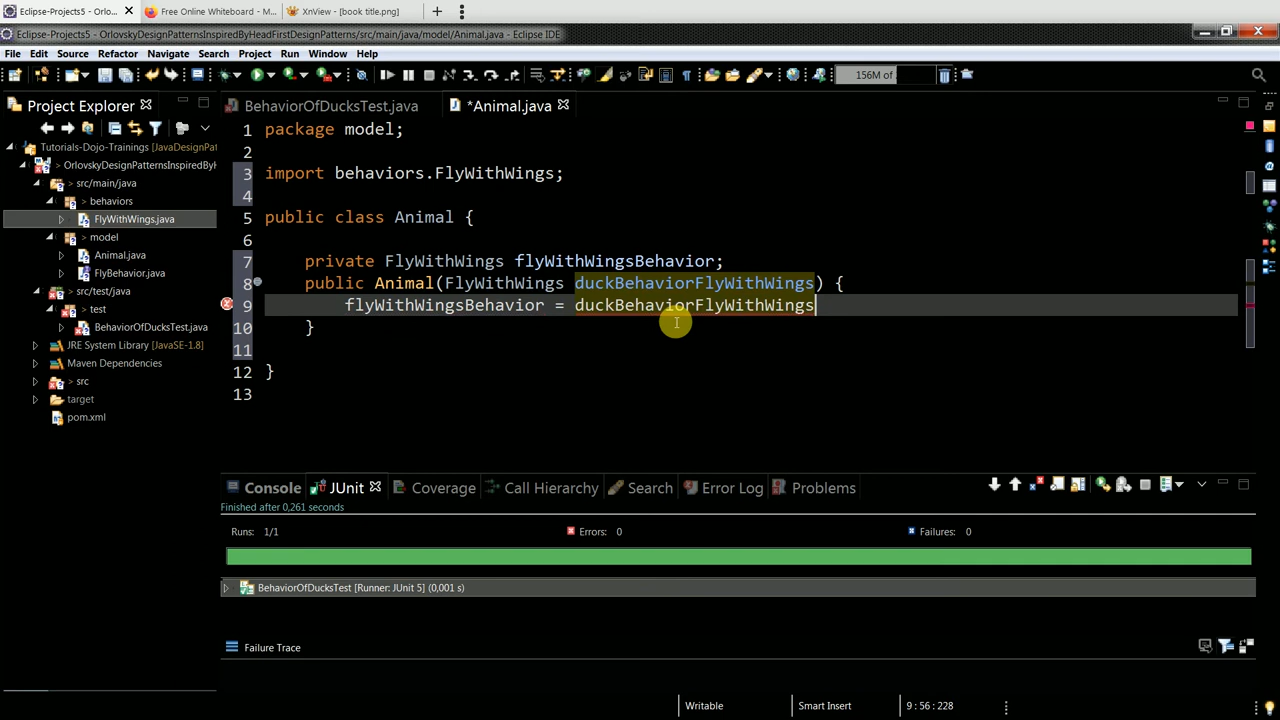 Eclipse-Projects5 - Orlo...
Free Online Whiteboard - M...
XnView - [book title.png]
Eclipse-Projects5 - OrlovskyDesignPatternsInspiredByHeadFirstDesignPatterns/src/main/java/model/Animal.java - Eclipse IDE
File Edit Source Refactor Navigate Search Project Run Window Help
156M of
Project Explorer
BehaviorOfDucksTest.java
*Animal.java
Tutorials-Dojo-Trainings [JavaDesignPat
OrlovskyDesignPatternsInspiredByH
> src/main/java
> behaviors
FlyWithWings.java
> model
Animal.java
FlyBehavior.java
> src/test/java
> test
> BehaviorOfDucksTest.java
JRE System Library [JavaSE-1.8]
Maven Dependencies
> src
target
pom.xml
1 package model;
2
3 import behaviors.FlyWithWings;
4
5 public class Animal {
6
7 private FlyWithWings flyWithWingsBehavior;
8 public Animal(FlyWithWings duckBehaviorFlyWithWings) {
9 flyWithWingsBehavior = duckBehaviorFlyWithWings
10 }
11
12 }
13
Console JUnit Coverage Call Hierarchy Search Error Log Problems
Finished after 0,261 seconds
Runs: 1/1 Errors: 0 Failures: 0
BehaviorOfDucksTest [Runner: JUnit 5] (0,001 s)
Failure Trace
Writable Smart Insert 9 : 56 : 228